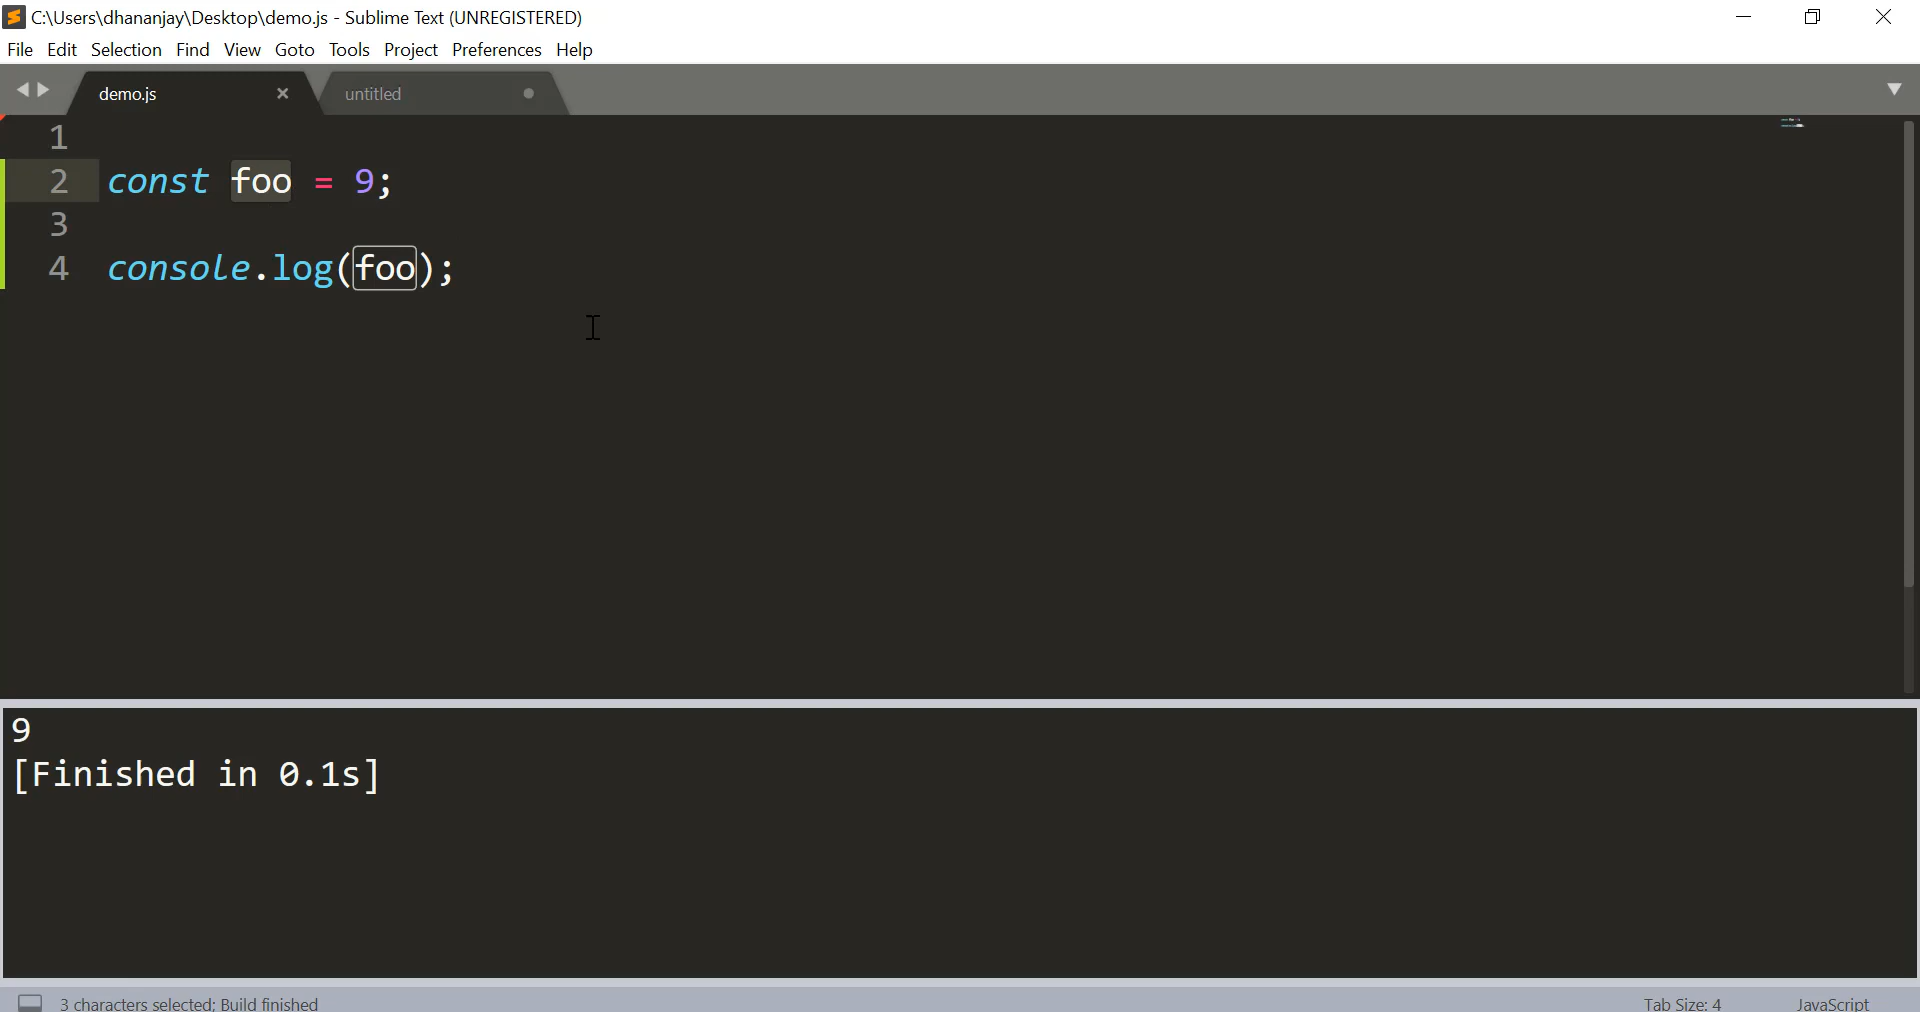 C:\Users\dhananjay\Desktop\demo.js - Sublime Text (UNREGISTERED)
File Edit Selection Find View Goto Tools Project Preferences Help
demo.js untitled
1
2 const foo = 9;
3
4 console.log(foo);
9
[Finished in 0.1s]
3 characters selected; Build finished Tab Size: 4 JavaScript